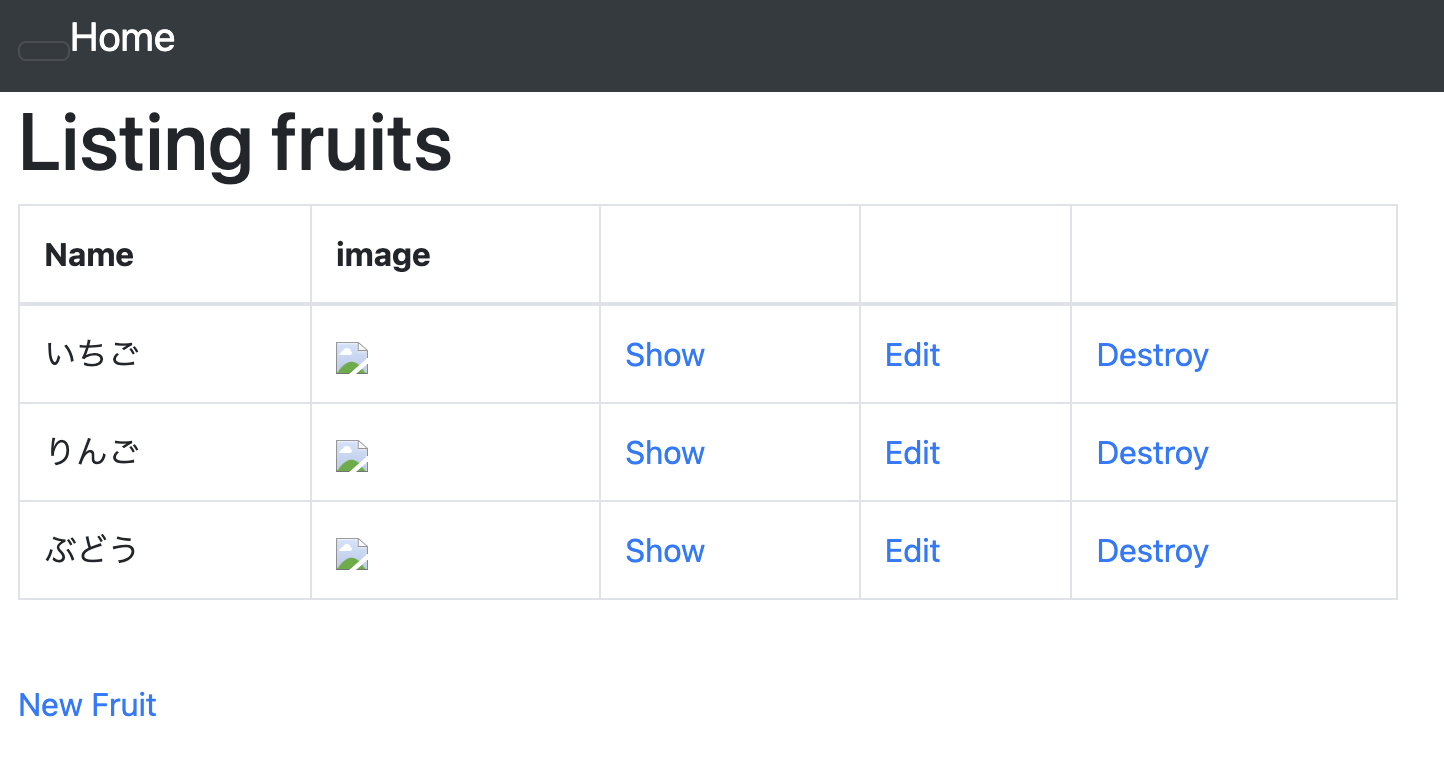 Home
Listing fruits
Name image
いちご Show Edit Destroy
りんご Show Edit Destroy
ぶどう Show Edit Destroy
New Fruit